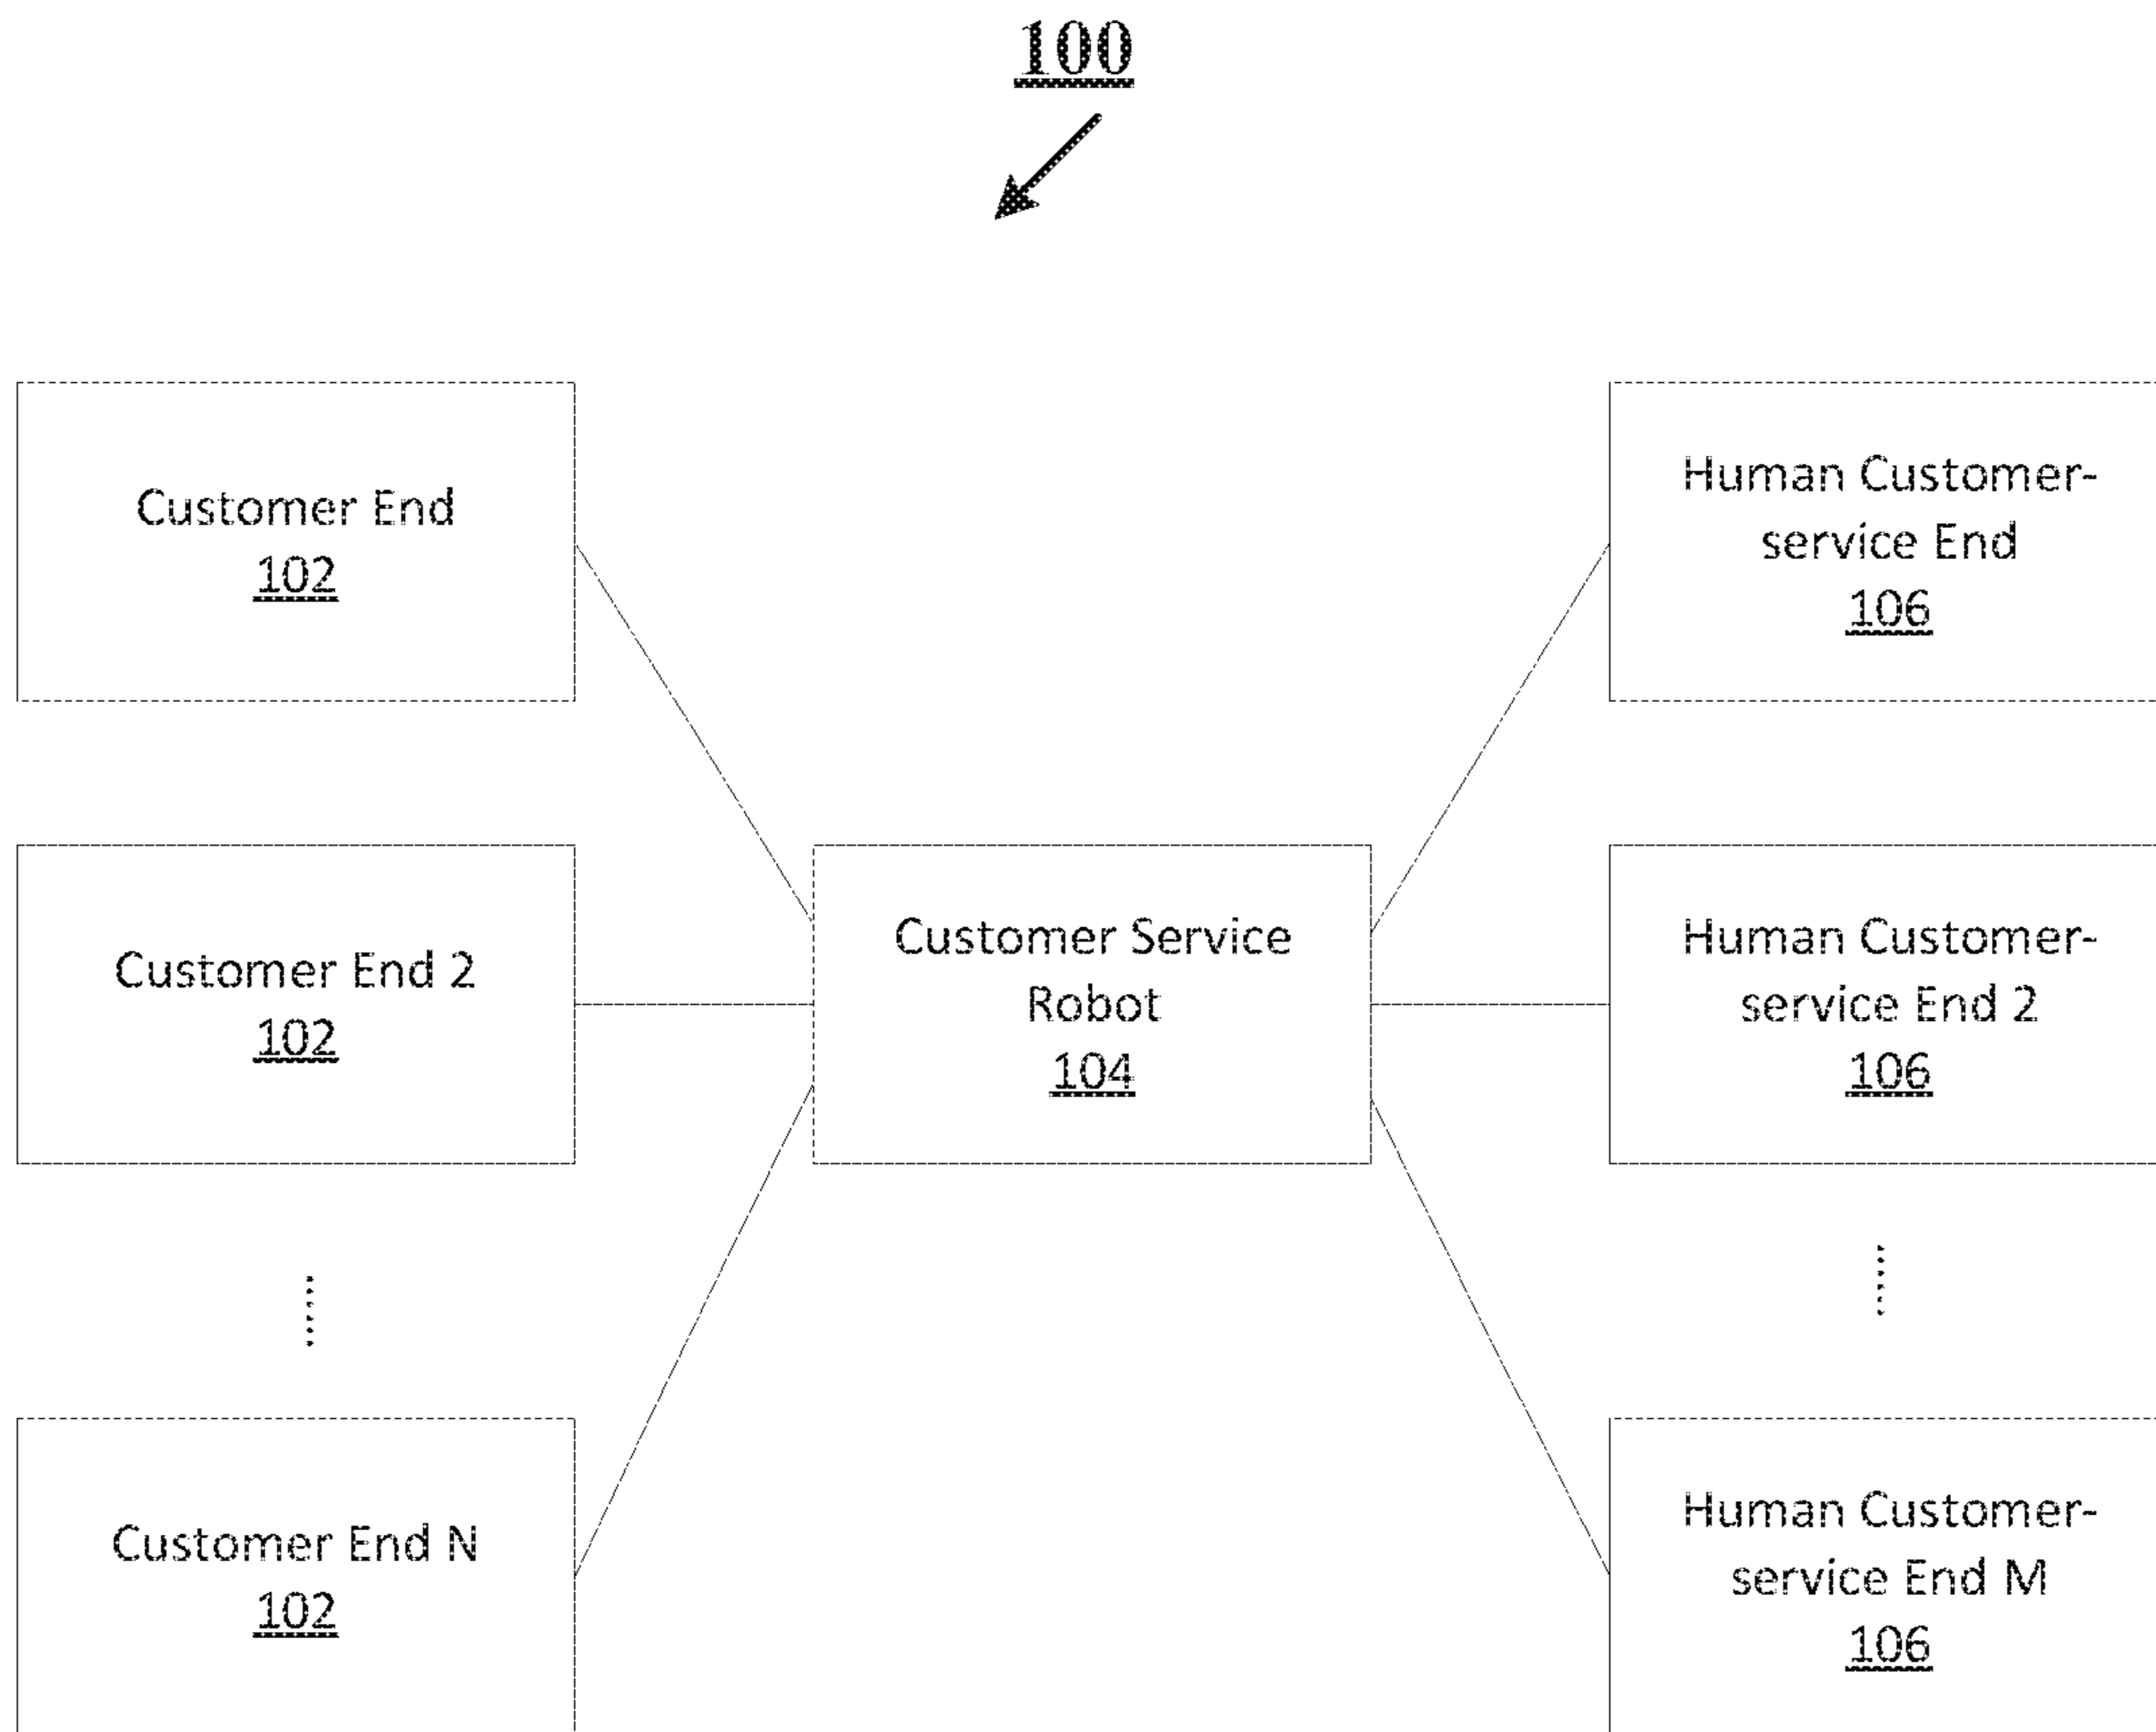 100
Customer End
102
Human Customer-
service End
106
Customer End 2
102
Customer Service
Robot
104
Human Customer-
service End 2
106
Customer End N
102
Human Customer-
service End M
106